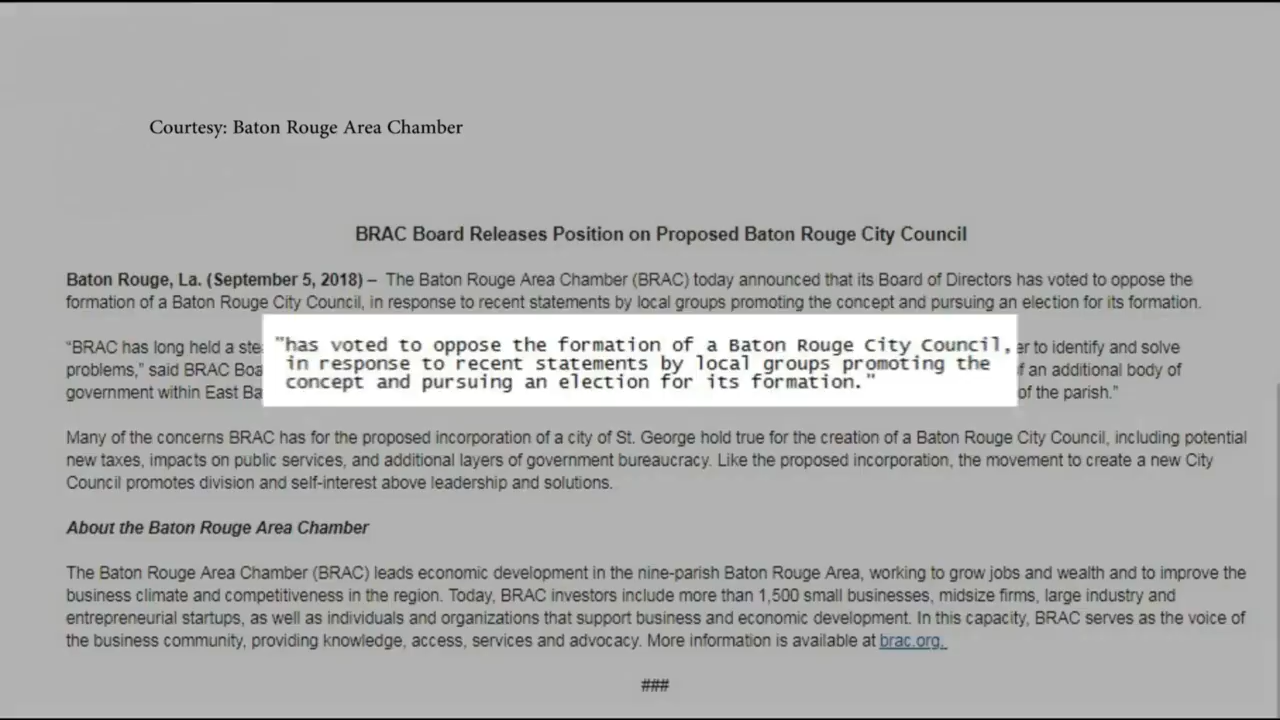 Courtesy: Baton Rouge Area Chamber
BRAC Board Releases Position on Proposed Baton Rouge City Council
Baton Rouge, La. (September 5, 2018) – The Baton Rouge Area Chamber (BRAC) today announced that its Board of Directors has voted to oppose the
formation of a Baton Rouge City Council, in response to recent statements by local groups promoting the concept and pursuing an election for its formation.
"has voted to oppose the formation of a Baton Rouge City Council,
in response to recent statements by local groups promoting the
concept and pursuing an election for its formation."
“BRAC has long held a er to identify and solve
problems,” said BRAC of an additional body of
government within East of the parish.”
Many of the concerns BRAC has for the proposed incorporation of a city of St. George hold true for the creation of a Baton Rouge City Council, including potential
new taxes, impacts on public services, and additional layers of government bureaucracy. Like the proposed incorporation, the movement to create a new City
Council promotes division and self-interest above leadership and solutions.
About the Baton Rouge Area Chamber
The Baton Rouge Area Chamber (BRAC) leads economic development in the nine-parish Baton Rouge Area, working to grow jobs and wealth and to improve the
business climate and competitiveness in the region. Today, BRAC investors include more than 1,500 small businesses, midsize firms, large industry and
entrepreneurial startups, as well as individuals and organizations that support business and economic development. In this capacity, BRAC serves as the voice of
the business community, providing knowledge, access, services and advocacy. More information is available at brac.org.
###